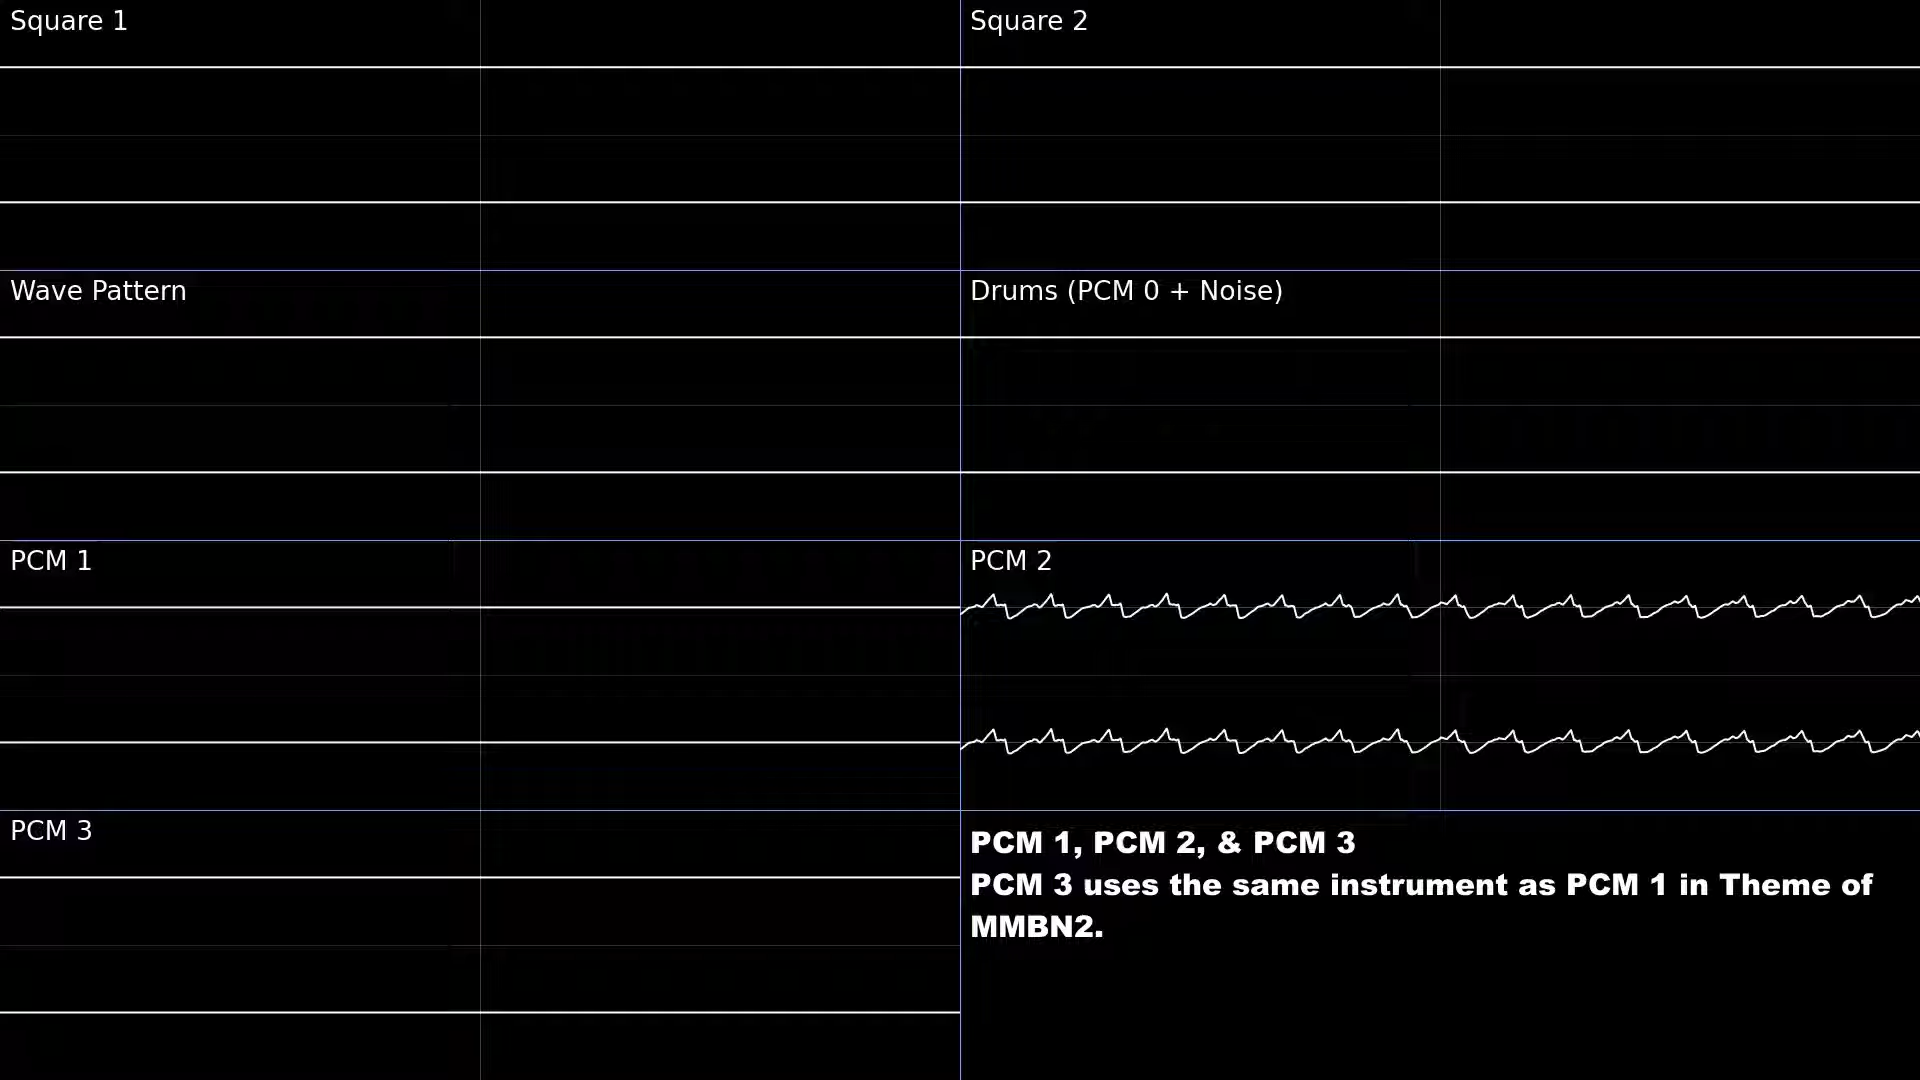 Square 1
Square 2
Wave Pattern
Drums (PCM 0 + Noise)
PCM 1
PCM 2
PCM 3
PCM 1, PCM 2, & PCM 3
PCM 3 uses the same instrument as PCM 1 in Theme of
MMBN2.